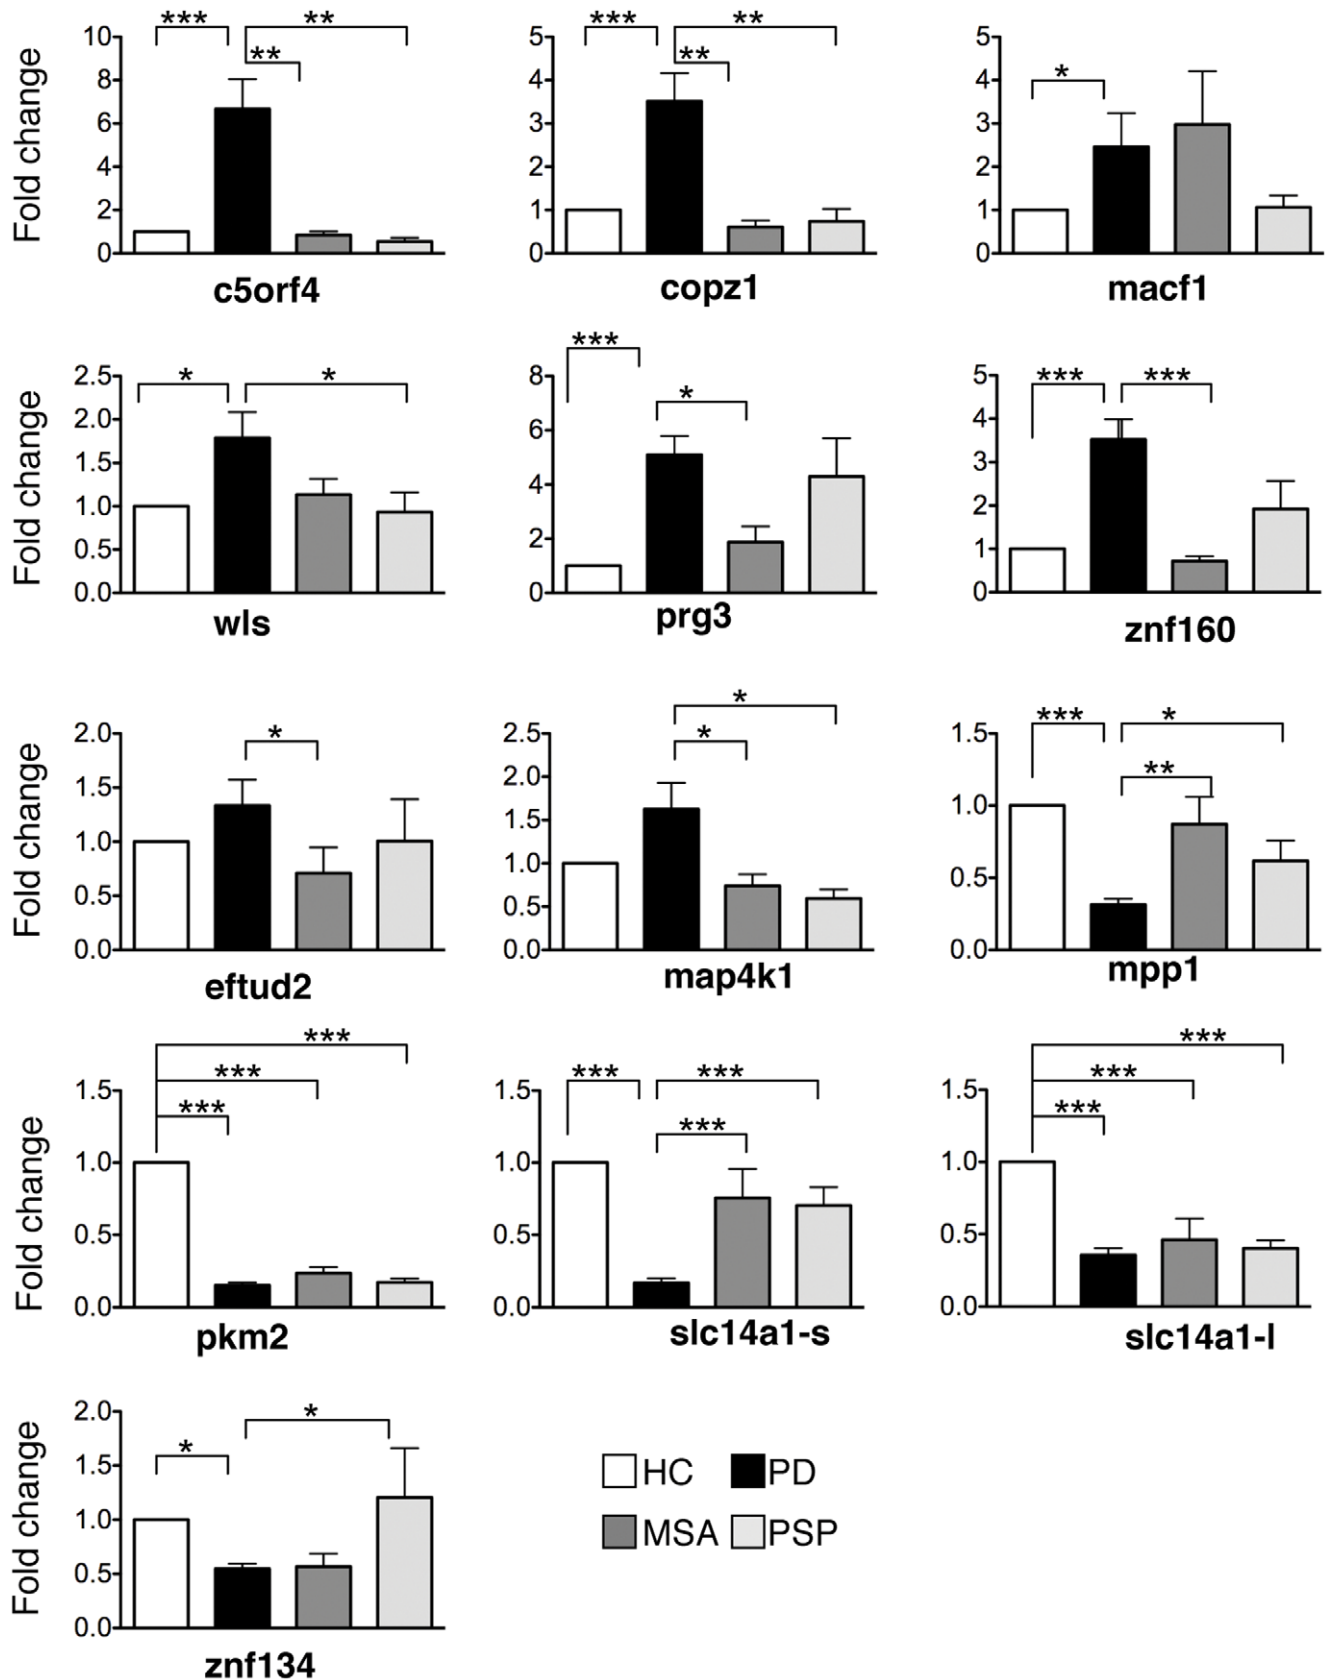 *** ** *** **
** ** *
Fold change
10 8 6 4 2 0
5 4 3 2 1 0
5 4 3 2 1 0
c5orf4 copz1 macf1
***
* * * *** ***
Fold change
2.5 2.0 1.5 1.0 0.5 0.0
8 6 4 2 0
5 4 3 2 1 0
wls prg3 znf160
*
* * *** *
**
Fold change
2.0 1.5 1.0 0.5 0.0
2.5 2.0 1.5 1.0 0.5 0.0
1.5 1.0 0.5 0.0
eftud2 map4k1 mpp1
*** ***
*** *** *** ***
*** *** ***
Fold change
1.5 1.0 0.5 0.0
1.5 1.0 0.5 0.0
1.5 1.0 0.5 0.0
pkm2 slc14a1-s slc14a1-l
*
*
Fold change
2.0 1.5 1.0 0.5 0.0
znf134
HC PD
MSA PSP